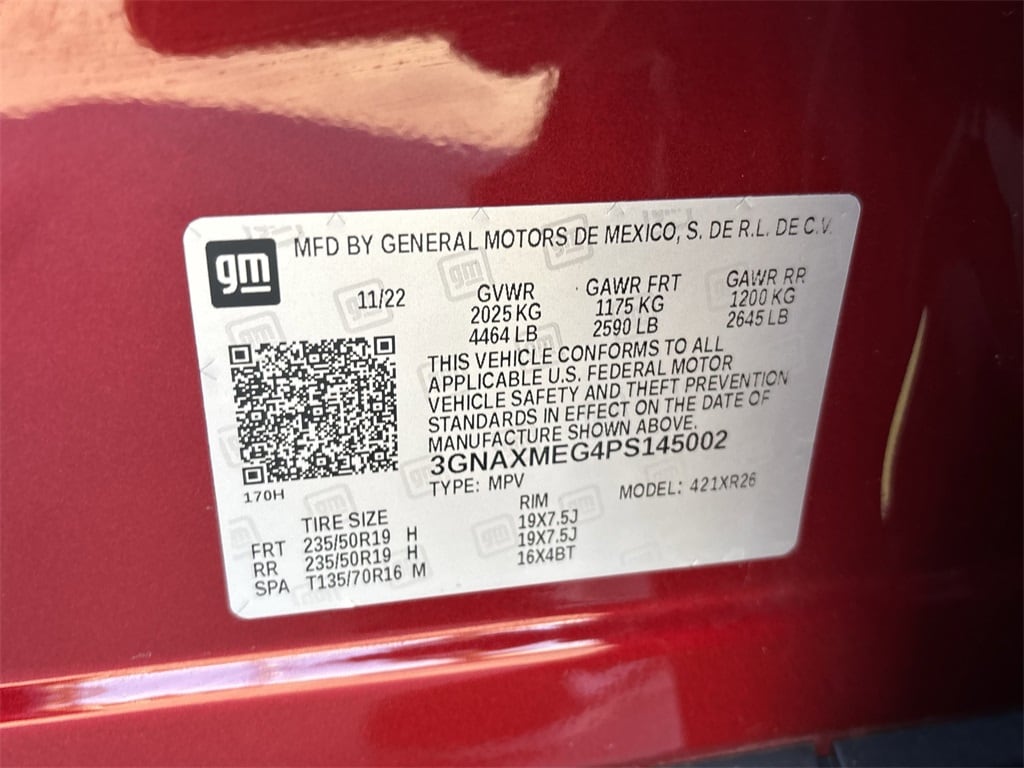 gm
MFD BY GENERAL MOTORS DE MEXICO, S. DE R.L. DE C.V.
11/22 GVWR GAWR FRT GAWR RR
2025 KG 1175 KG 1200 KG
4464 LB 2590 LB 2645 LB
THIS VEHICLE CONFORMS TO ALL
APPLICABLE U.S. FEDERAL MOTOR
VEHICLE SAFETY AND THEFT PREVENTION
STANDARDS IN EFFECT ON THE DATE OF
MANUFACTURE SHOWN ABOVE.
3GNAXMEG4PS145002
170H
TYPE: MPV MODEL: 421XR26
TIRE SIZE RIM
FRT 235/50R19 H 19X7.5J
RR 235/50R19 H 19X7.5J
SPA T135/70R16 M 16X4BT